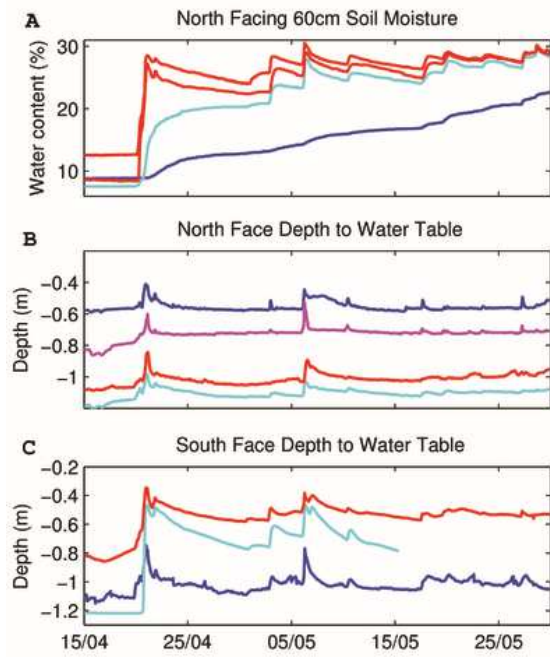 A
North Facing 60cm Soil Moisture
Water content (%)
30
20
10
B
North Face Depth to Water Table
Depth (m)
−0.4
−0.6
−0.8
−1
C
South Face Depth to Water Table
Depth (m)
−0.2
−0.4
−0.6
−0.8
−1
−1.2
15/04 25/04 05/05 15/05 25/05